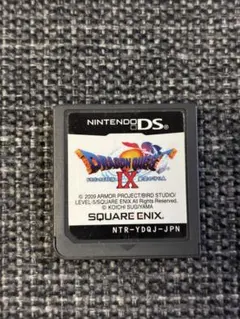 NINTENDO DS
DRAGON QUEST
IX
© 2009 ARMOR PROJECT/BIRD STUDIO/
LEVEL-5/SQUARE ENIX All Rights Reserved.
© KOICHI SUGIYAMA
SQUARE ENIX
NTR-YDQJ-JPN